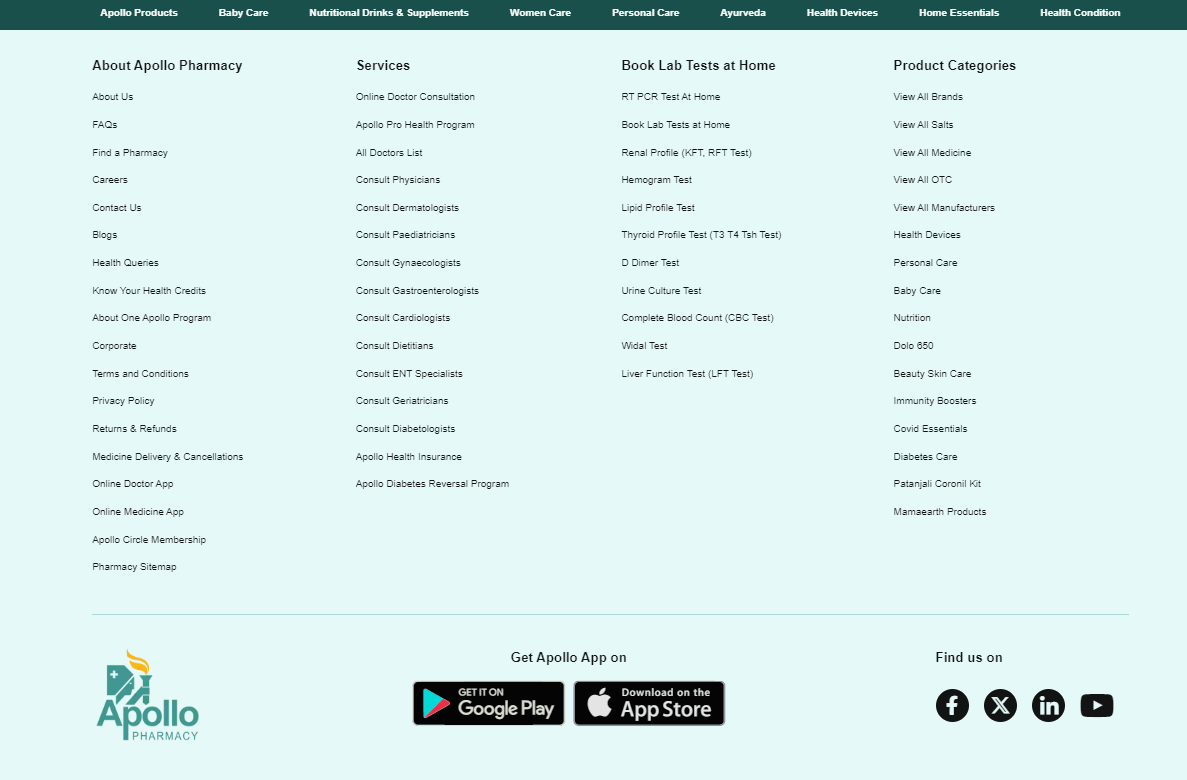 Apollo Products Baby Care Nutritional Drinks & Supplements Women Care Personal Care Ayurveda Health Devices Home Essentials Health Condition
About Apollo Pharmacy
About Us
FAQs
Find a Pharmacy
Careers
Contact Us
Blogs
Health Queries
Know Your Health Credits
About One Apollo Program
Corporate
Terms and Conditions
Privacy Policy
Returns & Refunds
Medicine Delivery & Cancellations
Online Doctor App
Online Medicine App
Apollo Circle Membership
Pharmacy Sitemap
Services
Online Doctor Consultation
Apollo Pro Health Program
All Doctors List
Consult Physicians
Consult Dermatologists
Consult Paediatricians
Consult Gynaecologists
Consult Gastroenterologists
Consult Cardiologists
Consult Dietitians
Consult ENT Specialists
Consult Geriatricians
Consult Diabetologists
Apollo Health Insurance
Apollo Diabetes Reversal Program
Book Lab Tests at Home
RT PCR Test At Home
Book Lab Tests at Home
Renal Profile (KFT, RFT Test)
Hemogram Test
Lipid Profile Test
Thyroid Profile Test (T3 T4 Tsh Test)
D Dimer Test
Urine Culture Test
Complete Blood Count (CBC Test)
Widal Test
Liver Function Test (LFT Test)
Product Categories
View All Brands
View All Salts
View All Medicine
View All OTC
View All Manufacturers
Health Devices
Personal Care
Baby Care
Nutrition
Dolo 650
Beauty Skin Care
Immunity Boosters
Covid Essentials
Diabetes Care
Patanjali Coronil Kit
Mamaearth Products
Apollo
PHARMACY
Get Apollo App on
GET IT ON
Google Play
Download on the
App Store
Find us on